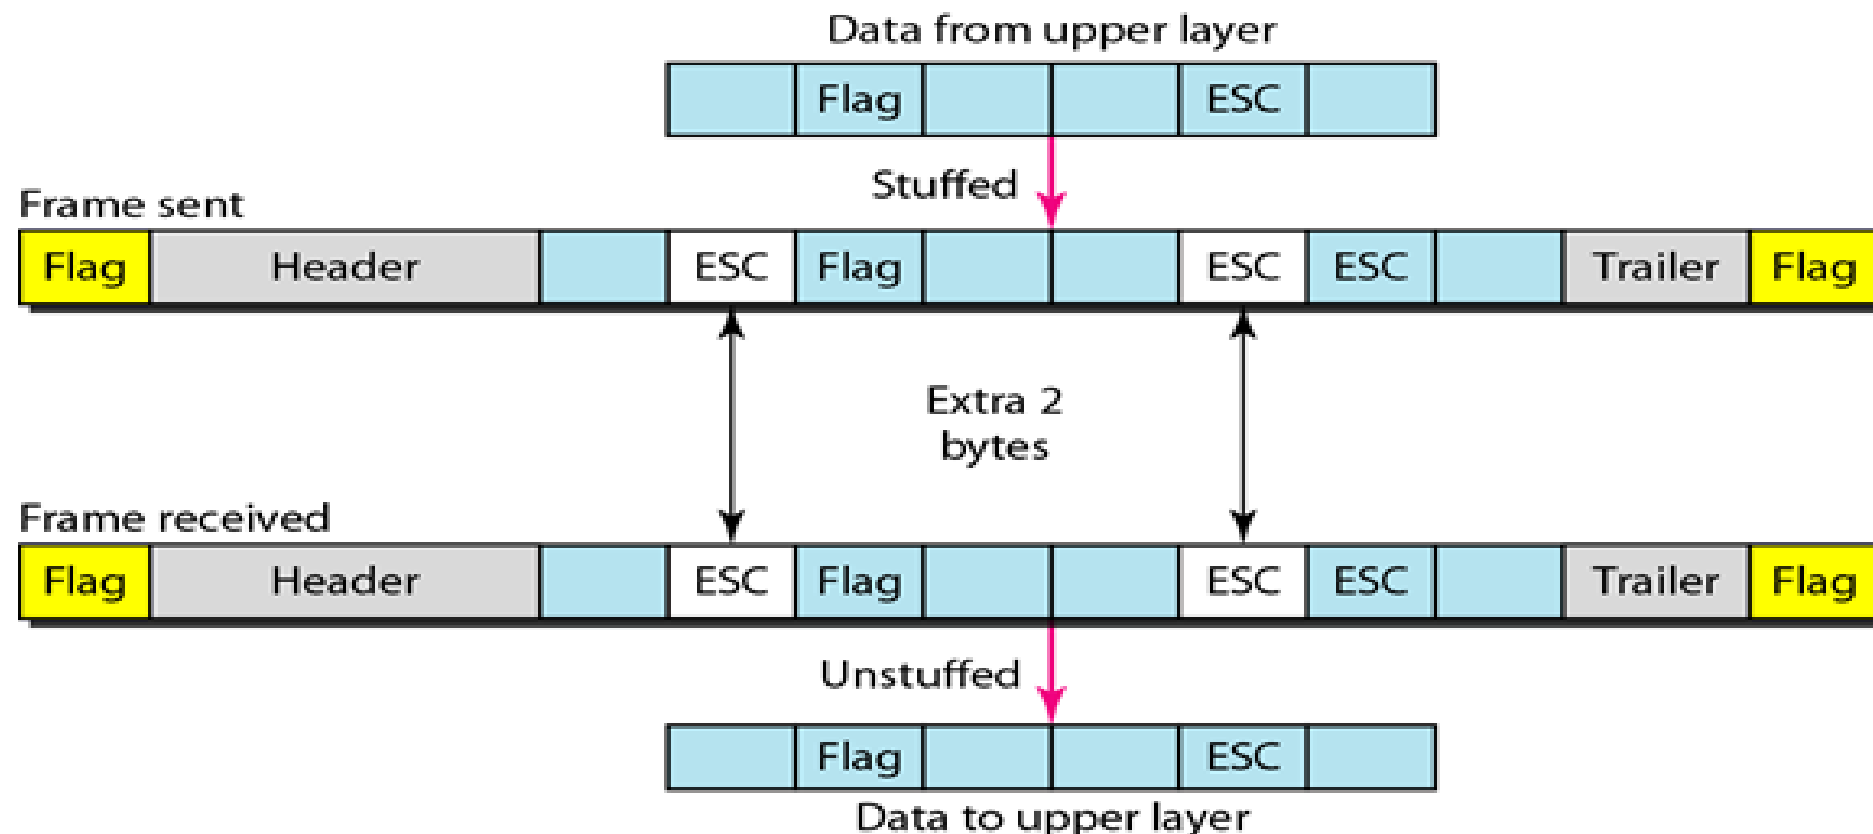 Data from upper layer
Flag ESC
Stuffed
Frame sent
Flag Header ESC Flag ESC ESC Trailer Flag
Extra 2
bytes
Frame received
Flag Header ESC Flag ESC ESC Trailer Flag
Unstuffed
Flag ESC
Data to upper layer